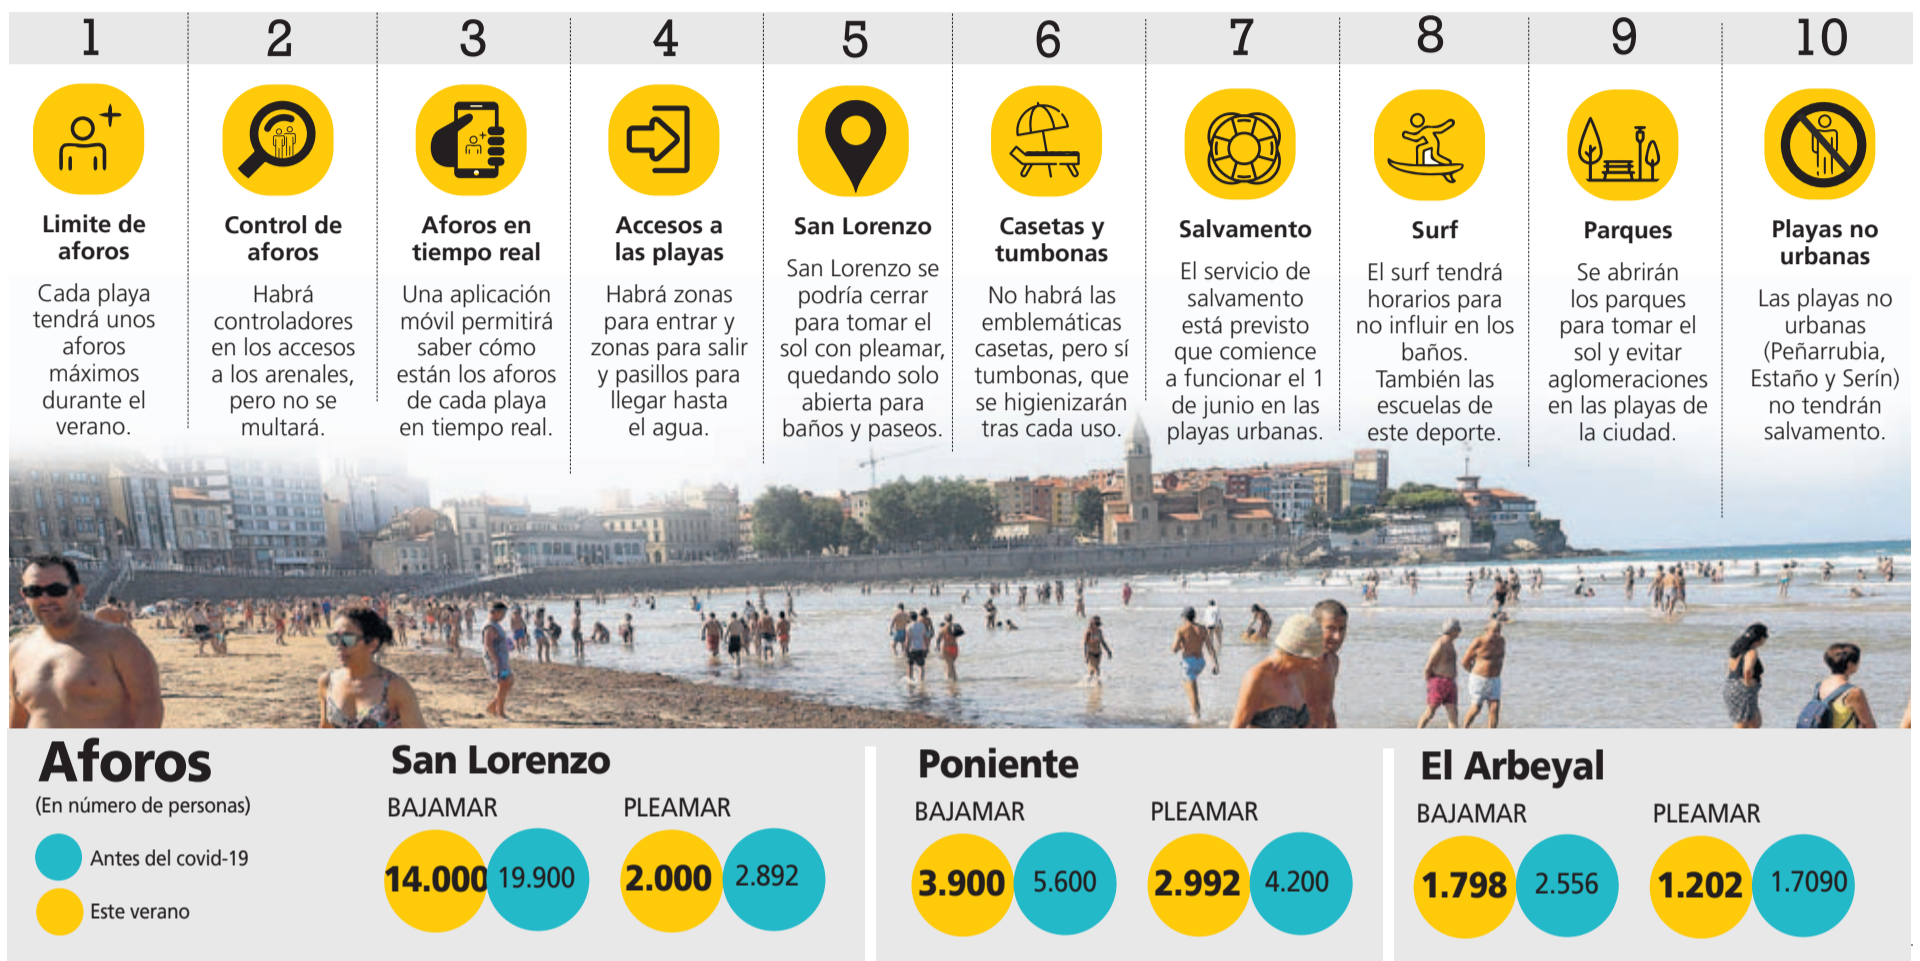 1
Limite de
aforos
Cada playa
tendrá unos
aforos
máximos
durante el
verano.
2
Control de
aforos
Habrá
controladores
en los accesos
a los arenales,
pero no se
multará.
3
Aforos en
tiempo real
Una aplicación
móvil permitirá
saber cómo
están los aforos
de cada playa
en tiempo real.
4
Accesos a
las playas
Habrá zonas
para entrar y
zonas para salir
y pasillos para
llegar hasta
el agua.
5
San Lorenzo
San Lorenzo se
podría cerrar
para tomar el
sol con pleamar,
quedando solo
abierta para
baños y paseos.
6
Casetas y
tumbonas
No habrá las
emblemáticas
casetas, pero sí
tumbonas, que
se higienizarán
tras cada uso.
7
Salvamento
El servicio de
salvamento
está previsto
que comience
a funcionar el 1
de junio en las
playas urbanas.
8
Surf
El surf tendrá
horarios para
no influir en los
baños.
También las
escuelas de
este deporte.
9
Parques
Se abrirán
los parques
para tomar el
sol y evitar
aglomeraciones
en las playas de
la ciudad.
10
Playas no
urbanas
Las playas no
urbanas
(Peñarrubia,
Estaño y Serín)
no tendrán
salvamento.
Aforos
(En número de personas)
Antes del covid-19
Este verano
San Lorenzo
BAJAMAR PLEAMAR
14.000 19.900 2.000 2.892
Poniente
BAJAMAR PLEAMAR
3.900 5.600 2.992 4.200
El Arbeyal
BAJAMAR PLEAMAR
1.798 2.556 1.202 1.7090